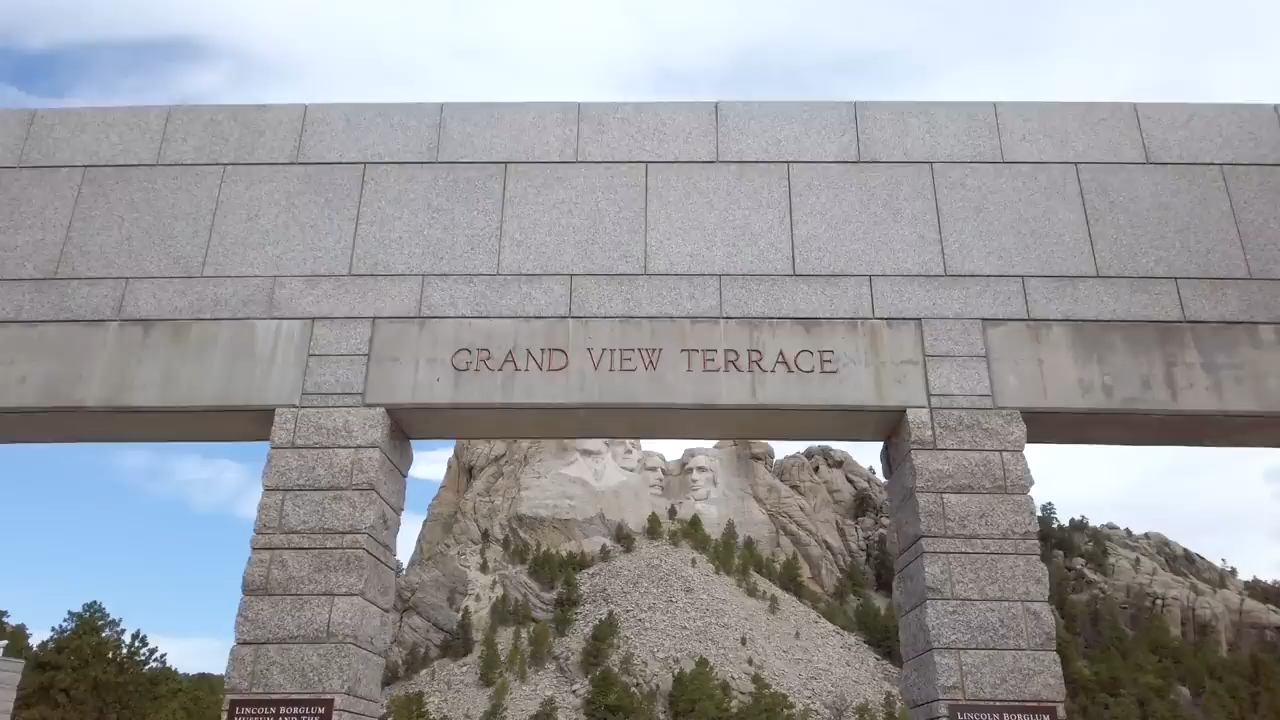 GRAND VIEW TERRACE
LINCOLN BORGLUM
MUSEUM AND THE
LINCOLN BORGLUM